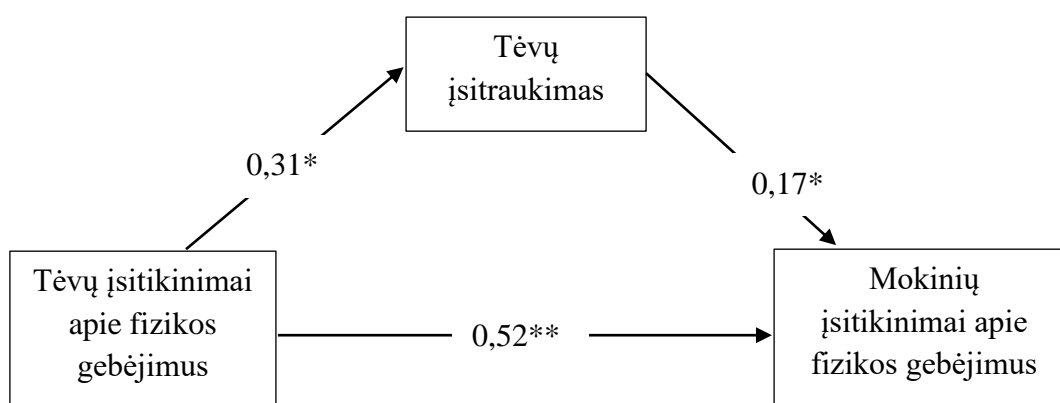 Tėvų
įsitraukimas
0,31*
0,17*
Tėvų įsitikinimai
apie fizikos
gebėjimus
0,52**
Mokinių
įsitikinimai apie
fizikos gebėjimus